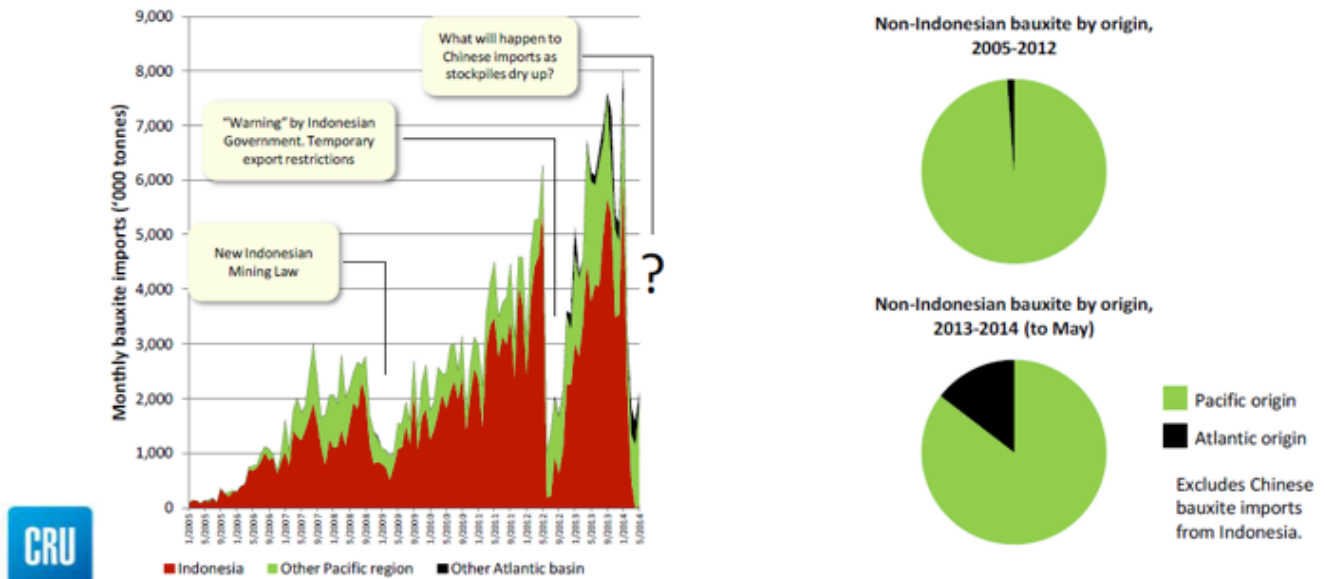 9,000
8,000
7,000
6,000
5,000
4,000
3,000
2,000
1,000
0
Monthly bauxite imports ('000 tonnes)
What will happen to
Chinese imports as
stockpiles dry up?
"Warning" by Indonesian
Government. Temporary
export restrictions
New Indonesian
Mining Law
?
1/2005
5/2005
9/2005
1/2006
5/2006
9/2006
1/2007
5/2007
9/2007
1/2008
5/2008
9/2008
1/2009
5/2009
9/2009
1/2010
5/2010
9/2010
1/2011
5/2011
9/2011
1/2012
5/2012
9/2012
1/2013
5/2013
9/2013
1/2014
5/2014
Indonesia
Other Pacific region
Other Atlantic basin
Non-Indonesian bauxite by origin,
2005-2012
Non-Indonesian bauxite by origin,
2013-2014 (to May)
Pacific origin
Atlantic origin
Excludes Chinese
bauxite imports
from Indonesia.
CRU